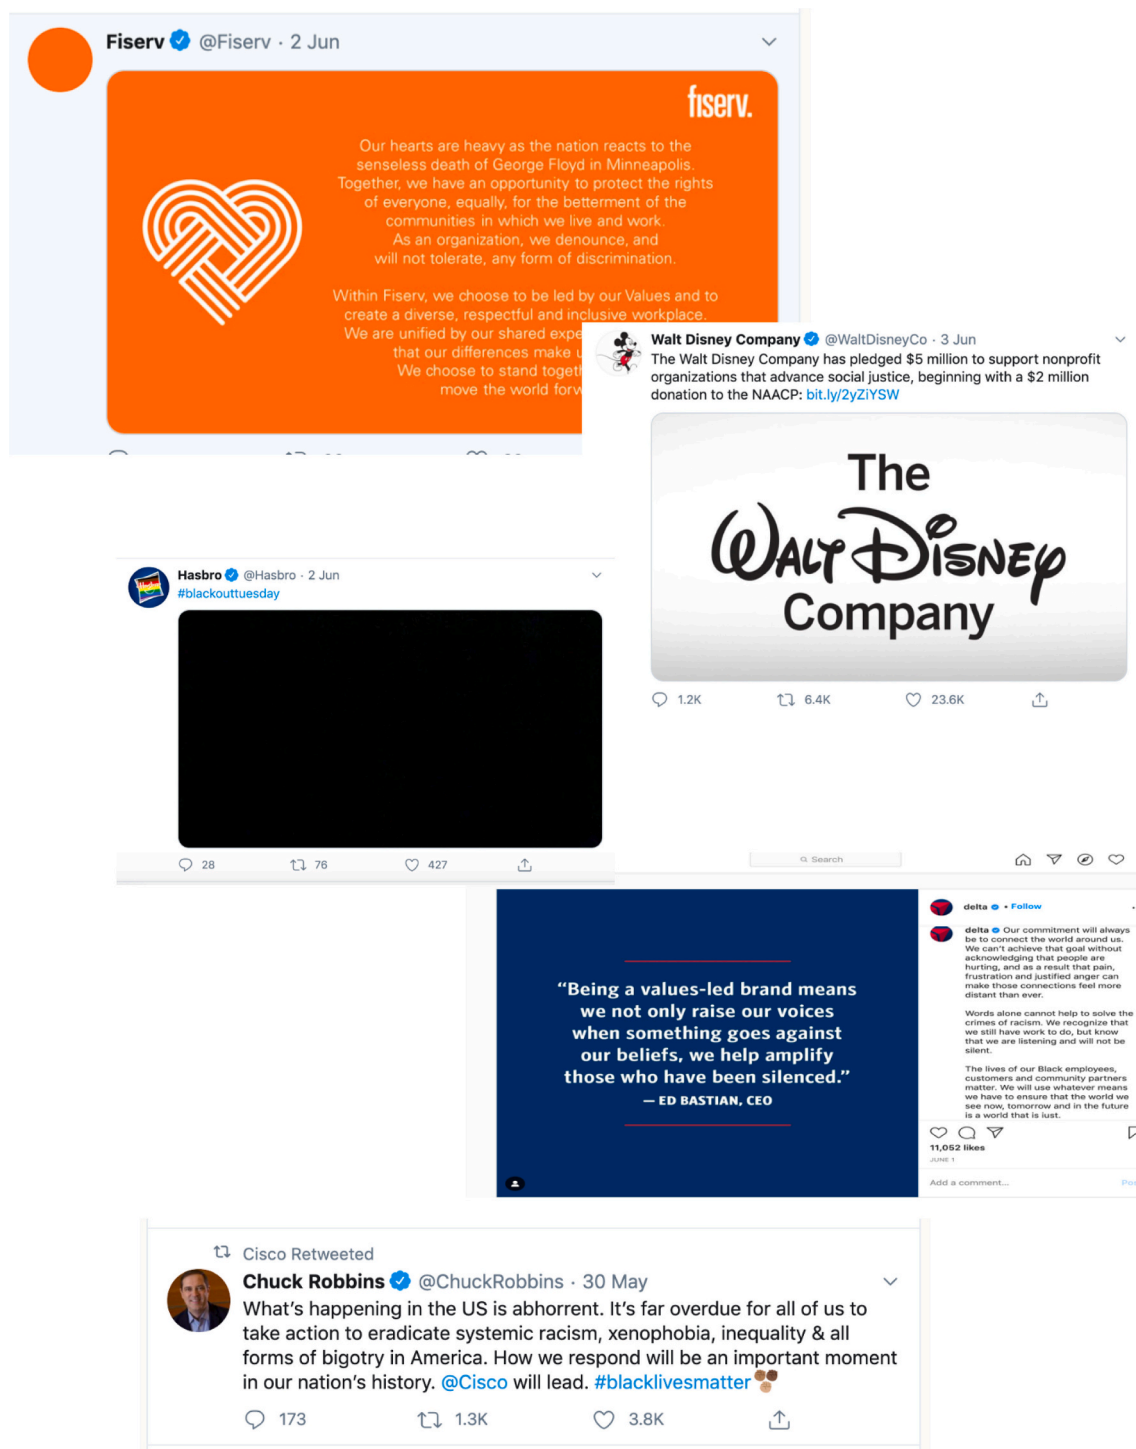 Fiserv @Fiserv · 2 Jun
fiserv.
Our hearts are heavy as the nation reacts to the
senseless death of George Floyd in Minneapolis.
Together, we have an opportunity to protect the rights
of everyone, equally, for the betterment of the
communities in which we live and work.
As an organization, we denounce, and
will not tolerate, any form of discrimination.
Within Fiserv, we choose to be led by our Values and to
create a diverse, respectful and inclusive workplace.
We are unified by our shared expe
that our differences make u
We choose to stand togeth
move the world forw
Walt Disney Company @WaltDisneyCo · 3 Jun
The Walt Disney Company has pledged $5 million to support nonprofit
organizations that advance social justice, beginning with a $2 million
donation to the NAACP: bit.ly/2yZiYSW
The
WALT DISNEY
Company
1.2K 6.4K 23.6K
Hasbro @Hasbro · 2 Jun
#blackouttuesday
28 76 427
Search
“Being a values-led brand means
we not only raise our voices
when something goes against
our beliefs, we help amplify
those who have been silenced.”
— ED BASTIAN, CEO
delta • Follow
delta Our commitment will always
be to connect the world around us.
We can't achieve that goal without
acknowledging that people are
hurting, and as a result that pain,
frustration and justified anger can
make those connections feel more
distant than ever.
Words alone cannot help to solve the
crimes of racism. We recognize that
we still have work to do, but know
that we are listening and will not be
silent.
The lives of our Black employees,
customers and community partners
matter. We will use whatever means
we have to ensure that the world we
see now, tomorrow and in the future
is a world that is just.
11,052 likes
JUNE 1
Add a comment... Pos
Cisco Retweeted
Chuck Robbins @ChuckRobbins · 30 May
What's happening in the US is abhorrent. It's far overdue for all of us to
take action to eradicate systemic racism, xenophobia, inequality & all
forms of bigotry in America. How we respond will be an important moment
in our nation's history. @Cisco will lead. #blacklivesmatter
173 1.3K 3.8K